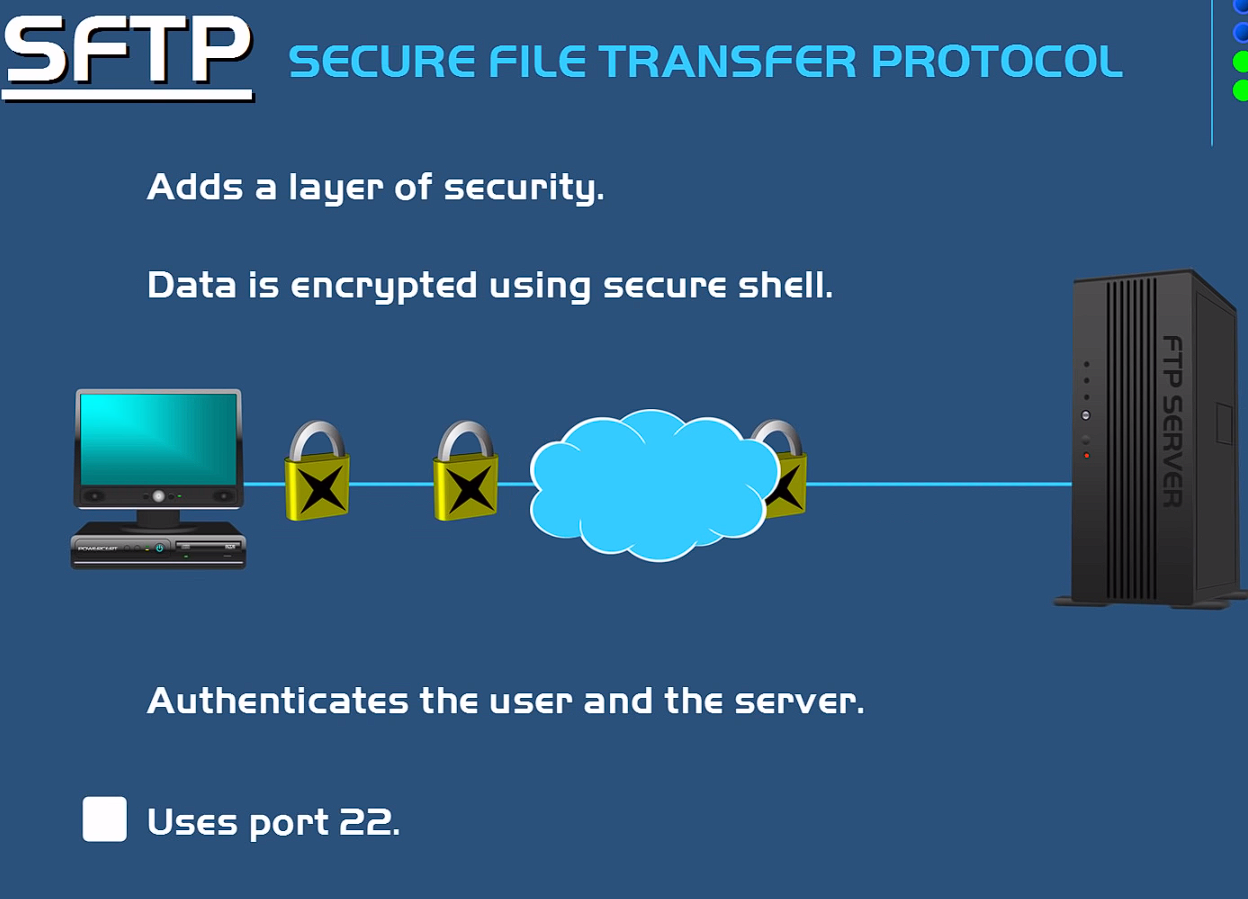 SFTP
SECURE FILE TRANSFER PROTOCOL
Adds a layer of security.
Data is encrypted using secure shell.
FTP SERVER
POWERCERT
Authenticates the user and the server.
Uses port 22.